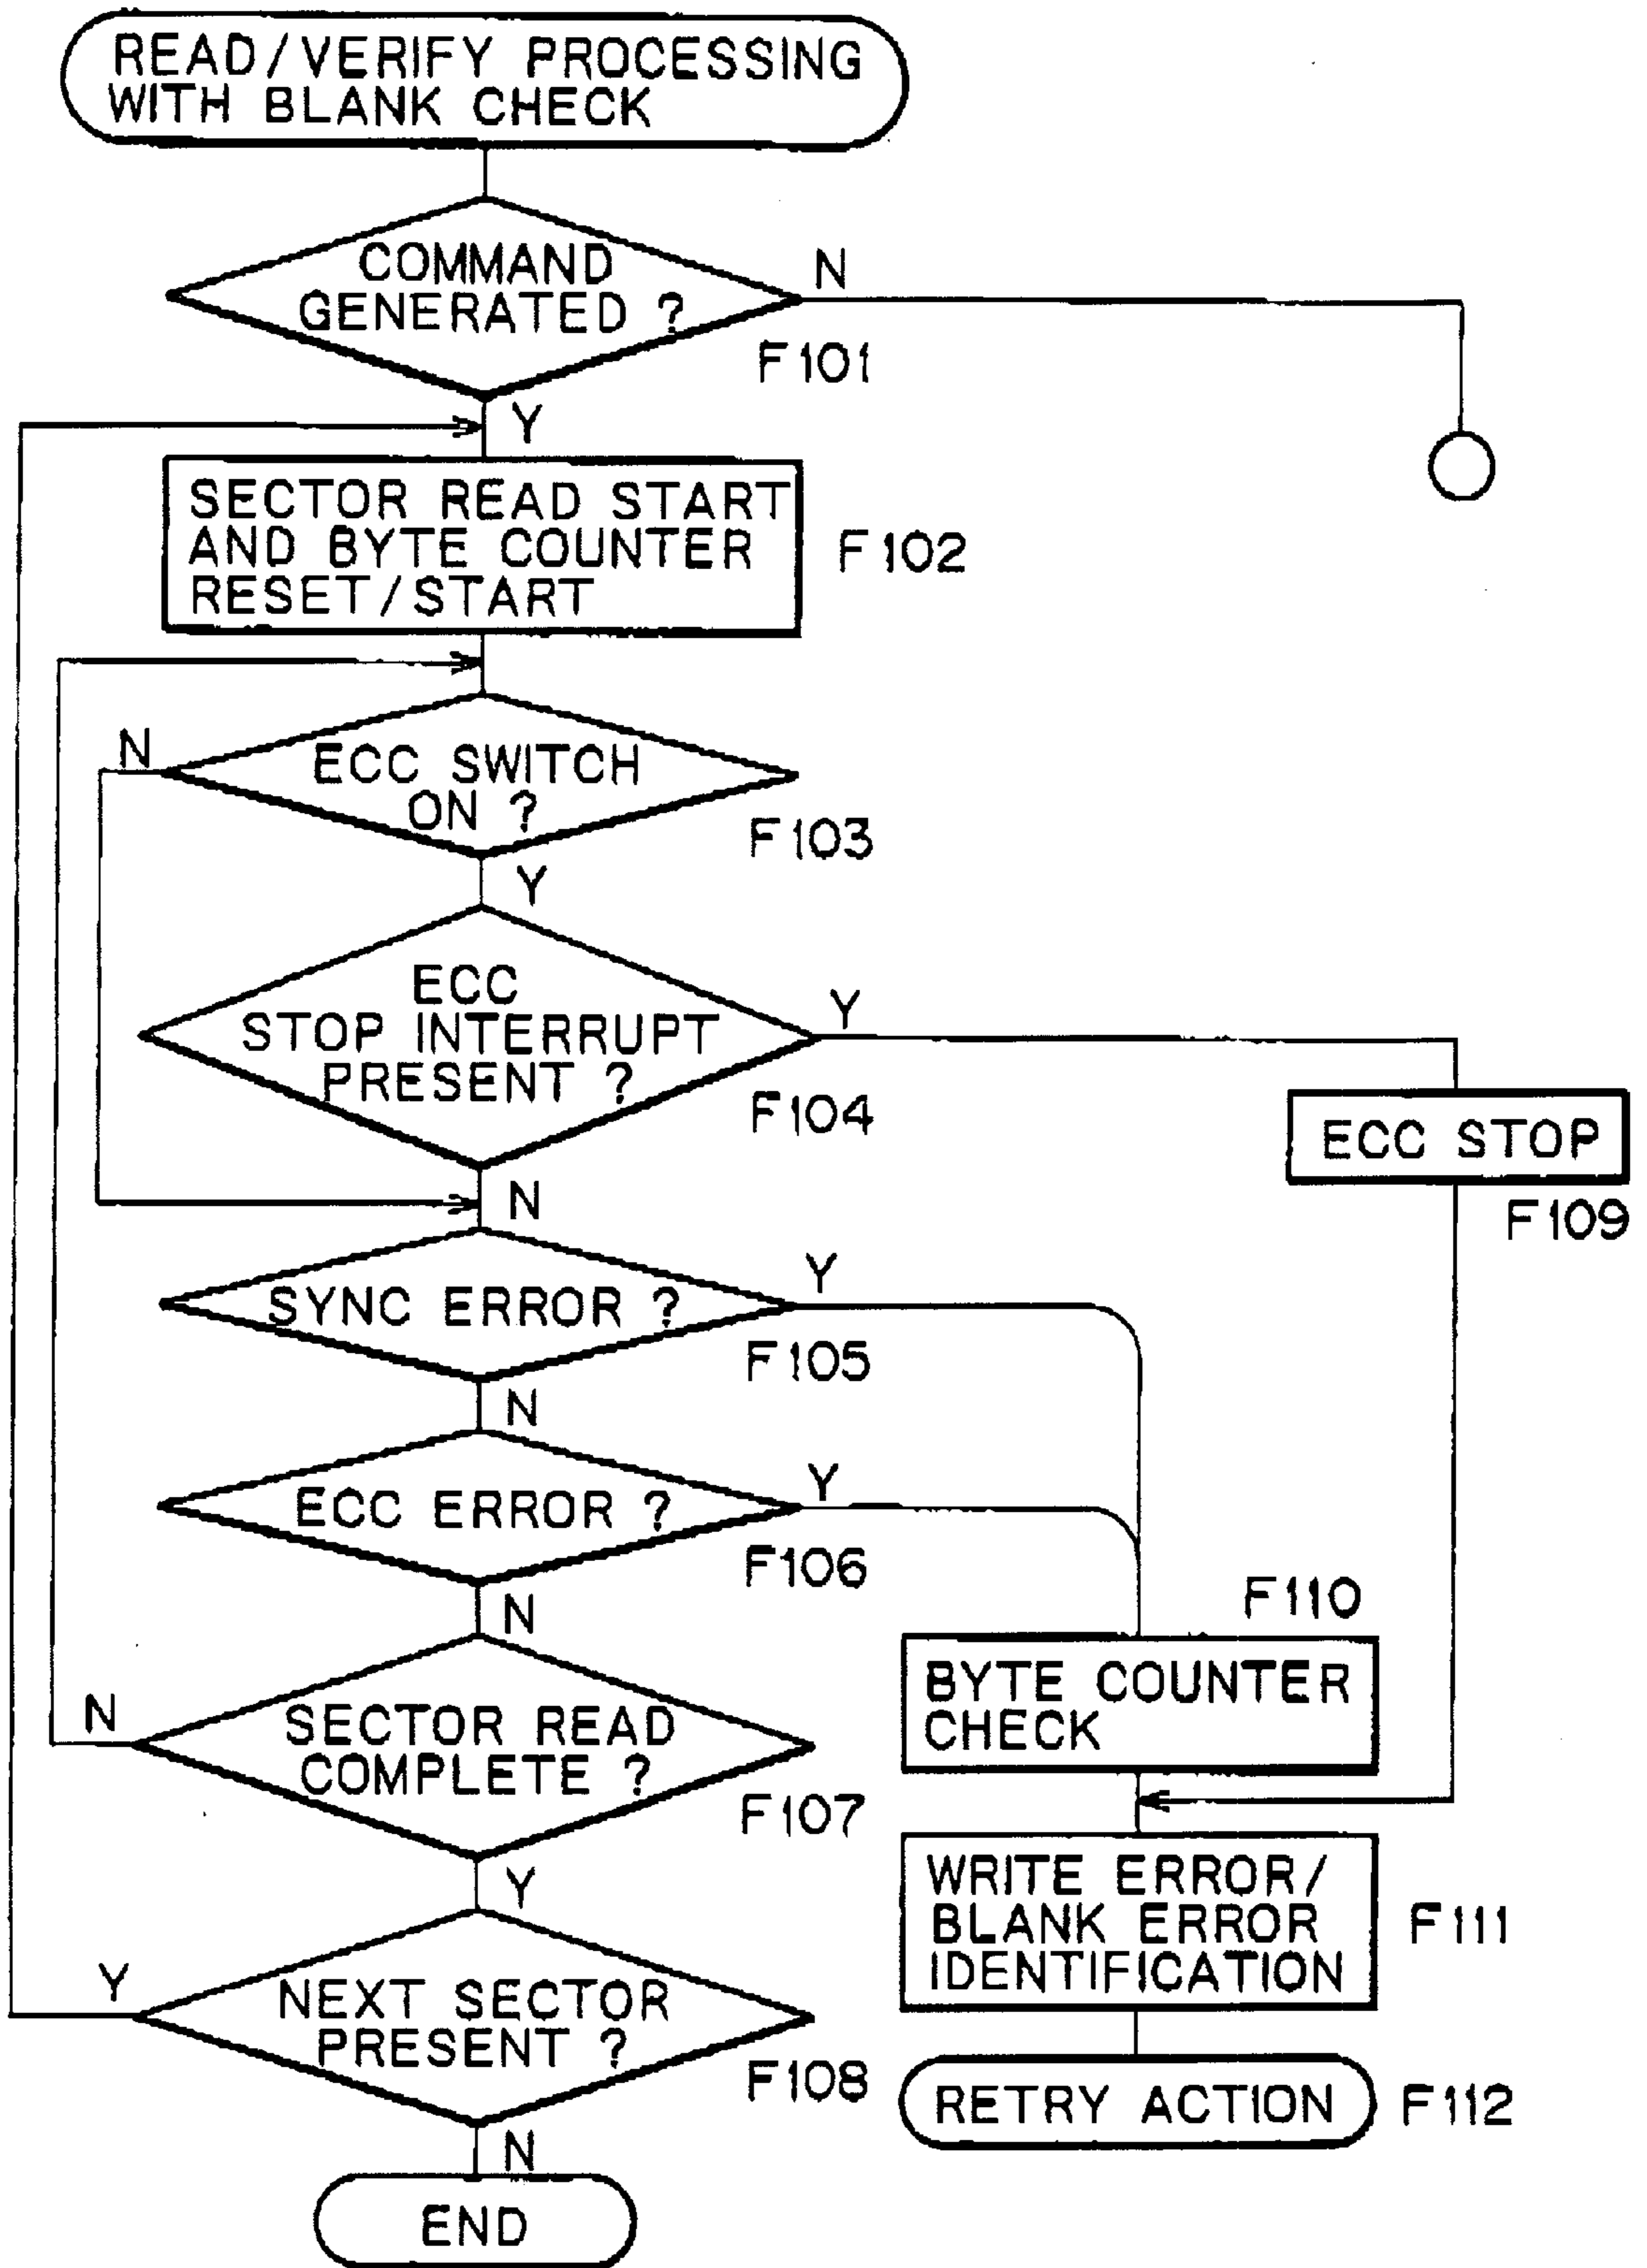 READ/VERIFY PROCESSING
WITH BLANK CHECK
COMMAND
GENERATED ?
N
F101
Y
SECTOR READ START
AND BYTE COUNTER
RESET/START
F102
N
ECC SWITCH
ON ?
F103
Y
ECC
STOP INTERRUPT
PRESENT ?
Y
F104
ECC STOP
F109
N
SYNC ERROR ?
Y
F105
N
ECC ERROR ?
Y
F106
N
F110
BYTE COUNTER
CHECK
N
SECTOR READ
COMPLETE ?
F107
Y
WRITE ERROR/
BLANK ERROR
IDENTIFICATION
F111
Y
NEXT SECTOR
PRESENT ?
F108
RETRY ACTION
F112
N
END